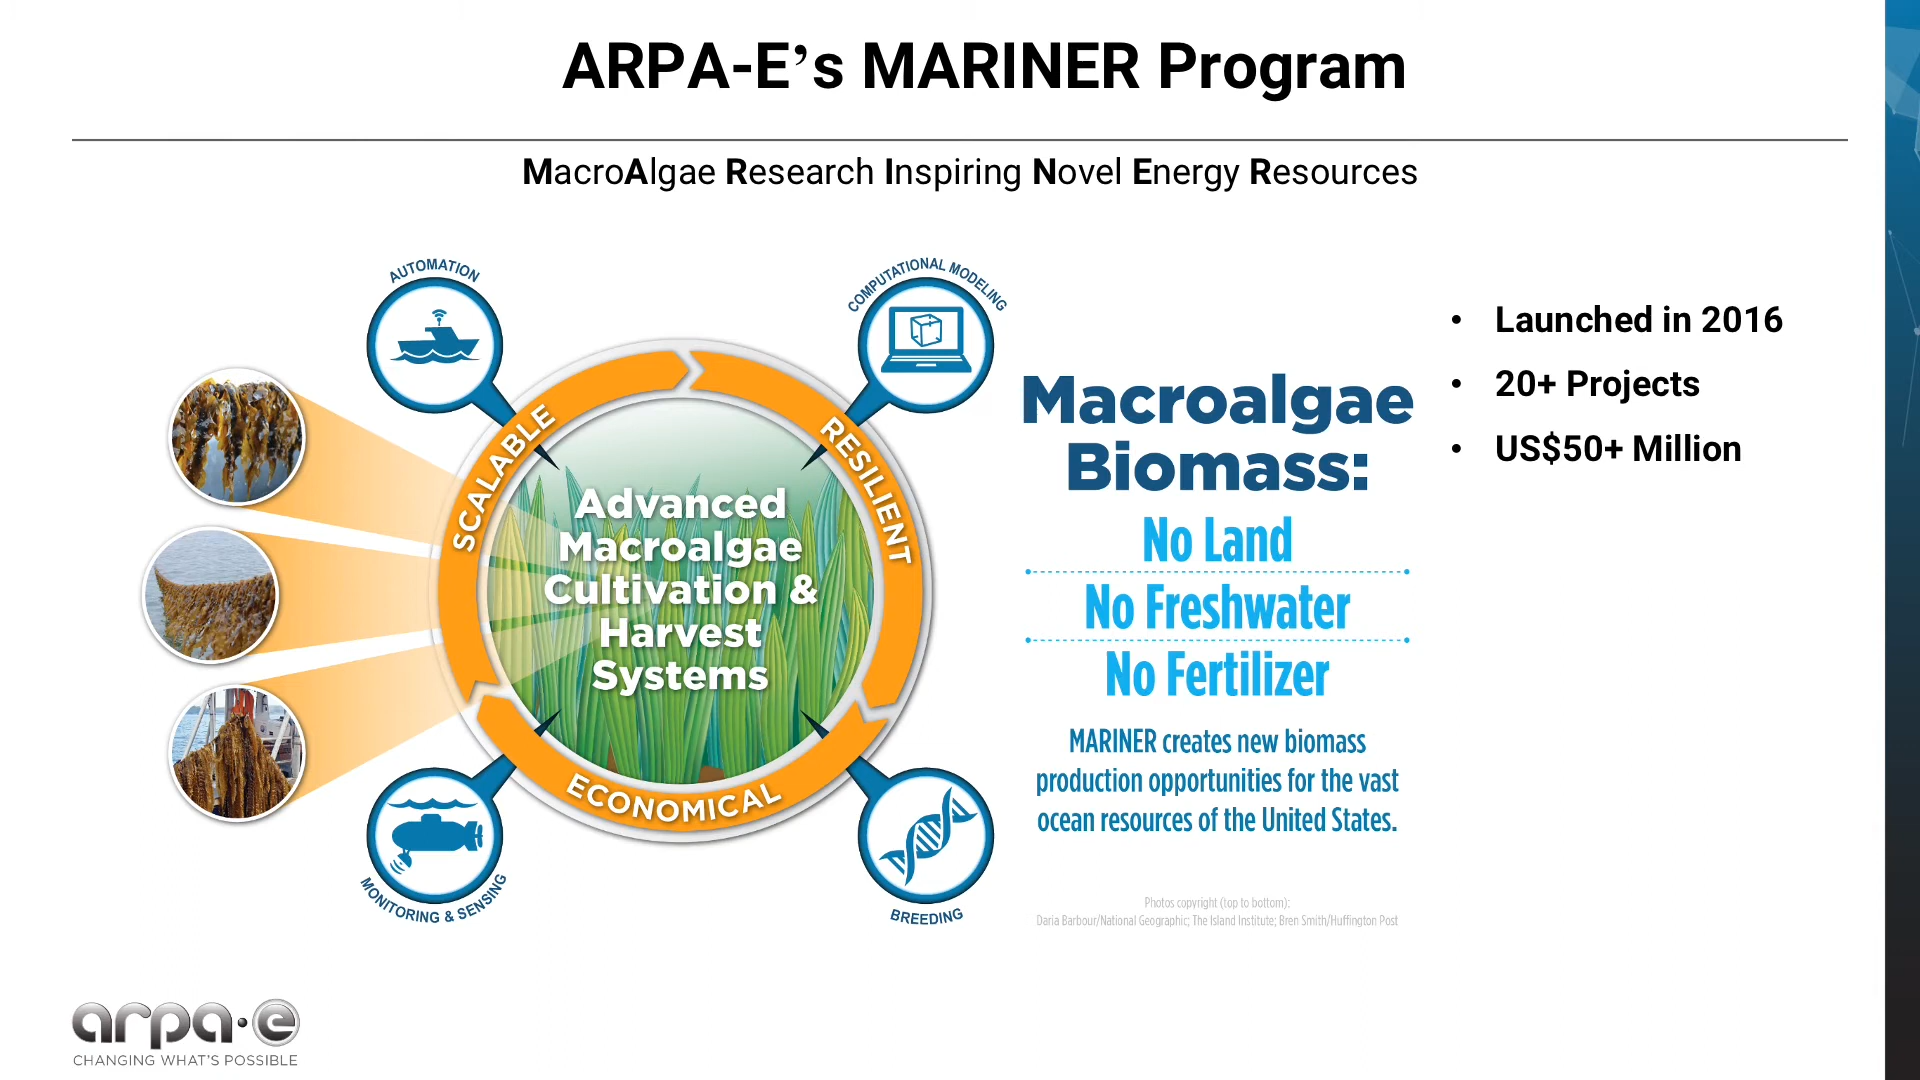 ARPA-E’s MARINER Program
MacroAlgae Research Inspiring Novel Energy Resources
AUTOMATION
COMPUTATIONAL MODELING
SCALABLE
RESILIENT
ECONOMICAL
Advanced
Macroalgae
Cultivation &
Harvest
Systems
MONITORING & SENSING
BREEDING
Macroalgae
Biomass:
No Land
No Freshwater
No Fertilizer
MARINER creates new biomass
production opportunities for the vast
ocean resources of the United States.
Photos copyright (top to bottom):
Daria Barbour/National Geographic; The Island Institute; Bren Smith/Huffington Post
• Launched in 2016
• 20+ Projects
• US$50+ Million
arpa·e
CHANGING WHAT'S POSSIBLE